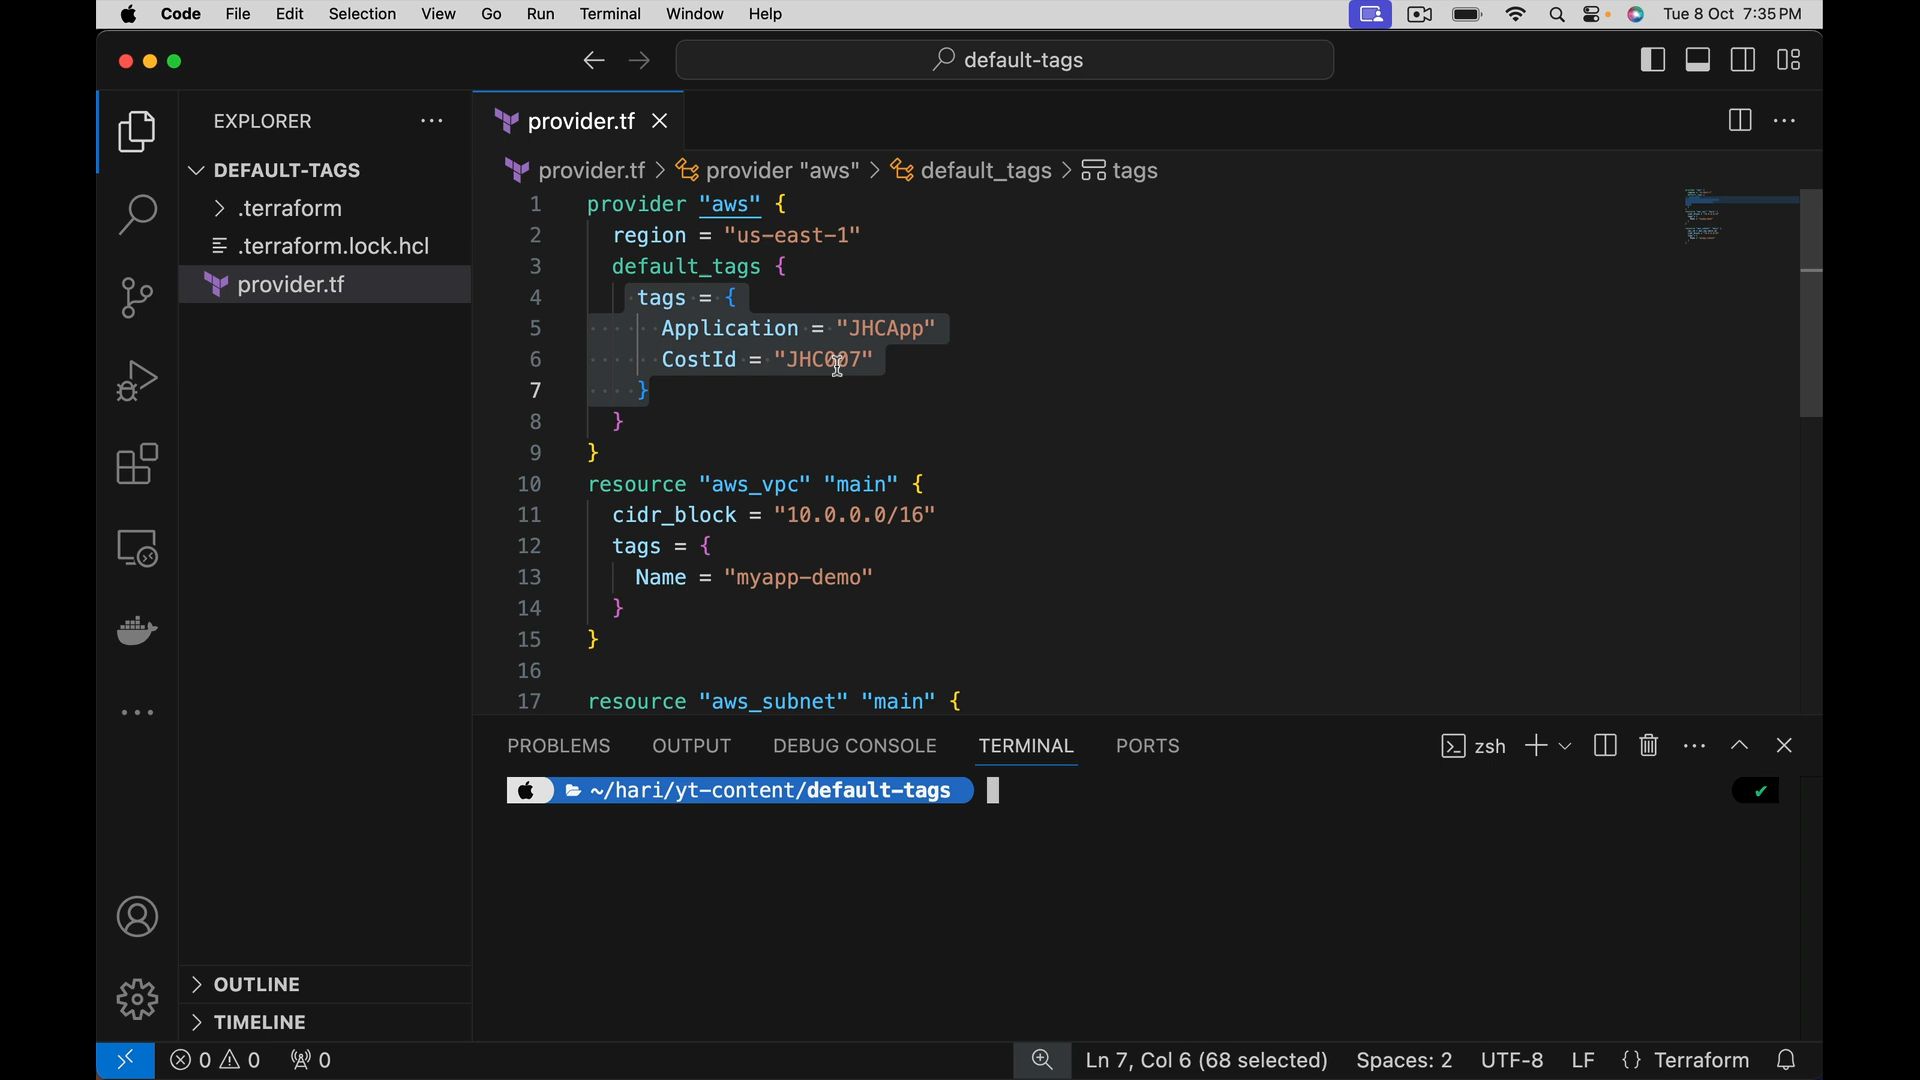 Code File Edit Selection View Go Run Terminal Window Help Tue 8 Oct 7:35 PM
default-tags
EXPLORER
DEFAULT-TAGS
.terraform
.terraform.lock.hcl
provider.tf
OUTLINE
TIMELINE
provider.tf
provider.tf > provider "aws" > default_tags > tags
1 provider "aws" {
2 region = "us-east-1"
3 default_tags {
4 tags = {
5 Application = "JHCApp"
6 CostId = "JHC007"
7 }
8 }
9 }
10 resource "aws_vpc" "main" {
11 cidr_block = "10.0.0.0/16"
12 tags = {
13 Name = "myapp-demo"
14 }
15 }
16
17 resource "aws_subnet" "main" {
PROBLEMS OUTPUT DEBUG CONSOLE TERMINAL PORTS zsh
~/hari/yt-content/default-tags
0 0 0 Ln 7, Col 6 (68 selected) Spaces: 2 UTF-8 LF {} Terraform